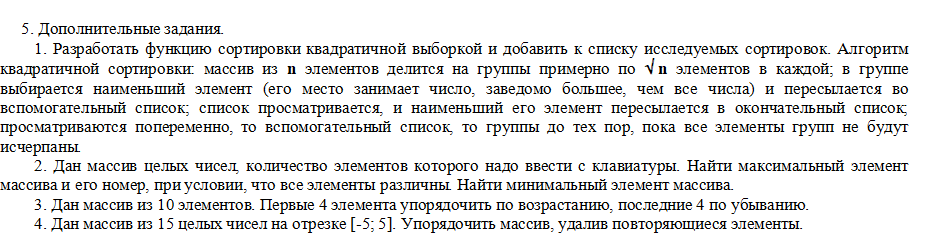 5. Дополнительные задания.
1. Разработать функцию сортировки квадратичной выборкой и добавить к списку исследуемых сортировок. Алгоритм
квадратичной сортировки: массив из n элементов делится на группы примерно по √n элементов в каждой; в группе
выбирается наименьший элемент (его место занимает число, заведомо большее, чем все числа) и пересылается во
вспомогательный список; список просматривается, и наименьший его элемент пересылается в окончательный список;
просматриваются попеременно, то вспомогательный список, то группы до тех пор, пока все элементы групп не будут
исчерпаны.
2. Дан массив целых чисел, количество элементов которого надо ввести с клавиатуры. Найти максимальный элемент
массива и его номер, при условии, что все элементы различны. Найти минимальный элемент массива.
3. Дан массив из 10 элементов. Первые 4 элемента упорядочить по возрастанию, последние 4 по убыванию.
4. Дан массив из 15 целых чисел на отрезке [-5; 5]. Упорядочить массив, удалив повторяющиеся элементы.